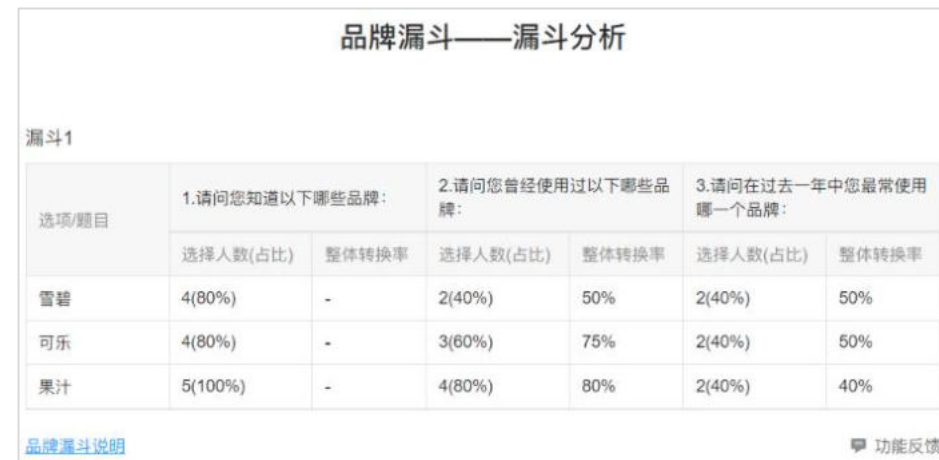 品牌漏斗——漏斗分析
漏斗1
选项/题目
1.请问您知道以下哪些品牌：
2.请问您曾经使用过以下哪些品
牌：
3.请问在过去一年中您最常使用
哪一个品牌：
选择人数(占比) 整体转换率 选择人数(占比) 整体转换率 选择人数(占比) 整体转换率
雪碧 4(80%) - 2(40%) 50% 2(40%) 50%
可乐 4(80%) - 3(60%) 75% 2(40%) 50%
果汁 5(100%) - 4(80%) 80% 2(40%) 40%
品牌漏斗说明 功能反馈